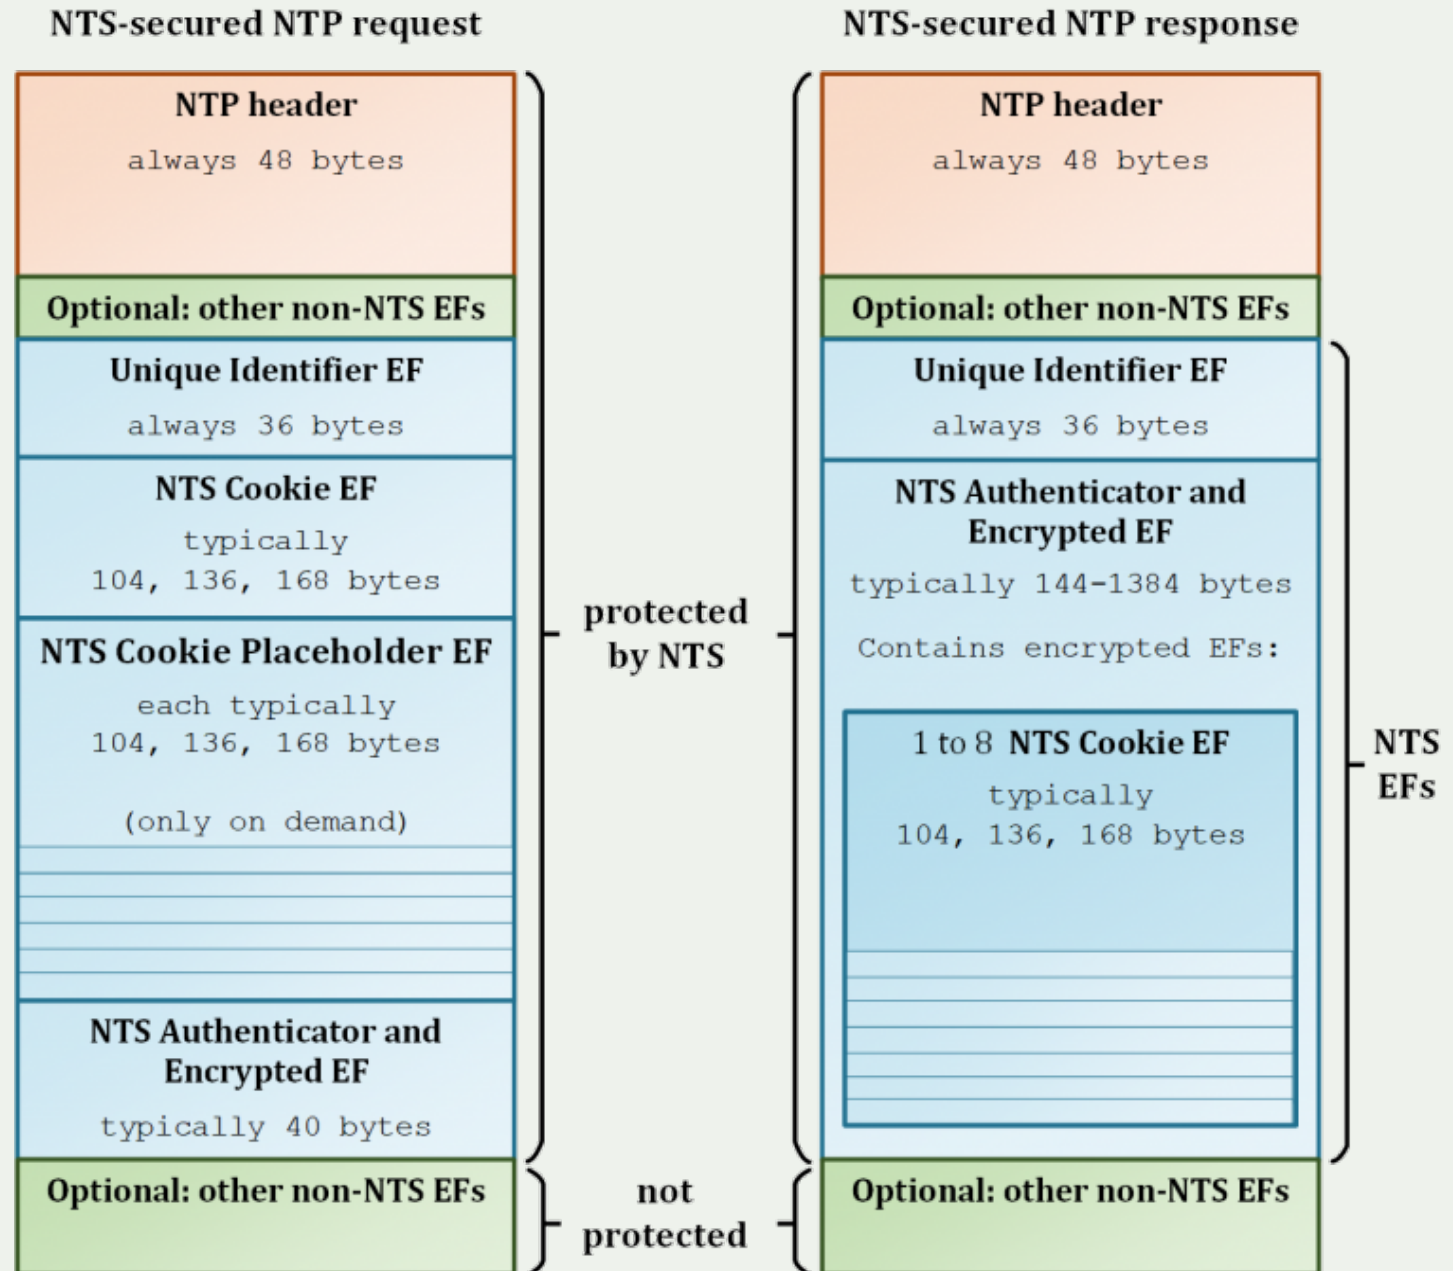 NTS-secured NTP request
NTP header
always 48 bytes
Optional: other non-NTS EFs
Unique Identifier EF
always 36 bytes
NTS Cookie EF
typically
104, 136, 168 bytes
NTS Cookie Placeholder EF
each typically
104, 136, 168 bytes
(only on demand)
NTS Authenticator and
Encrypted EF
typically 40 bytes
Optional: other non-NTS EFs
protected
by NTS
not
protected
NTS-secured NTP response
NTP header
always 48 bytes
Optional: other non-NTS EFs
Unique Identifier EF
always 36 bytes
NTS Authenticator and
Encrypted EF
typically 144-1384 bytes
Contains encrypted EFs:
1 to 8 NTS Cookie EF
typically
104, 136, 168 bytes
Optional: other non-NTS EFs
NTS
EFs